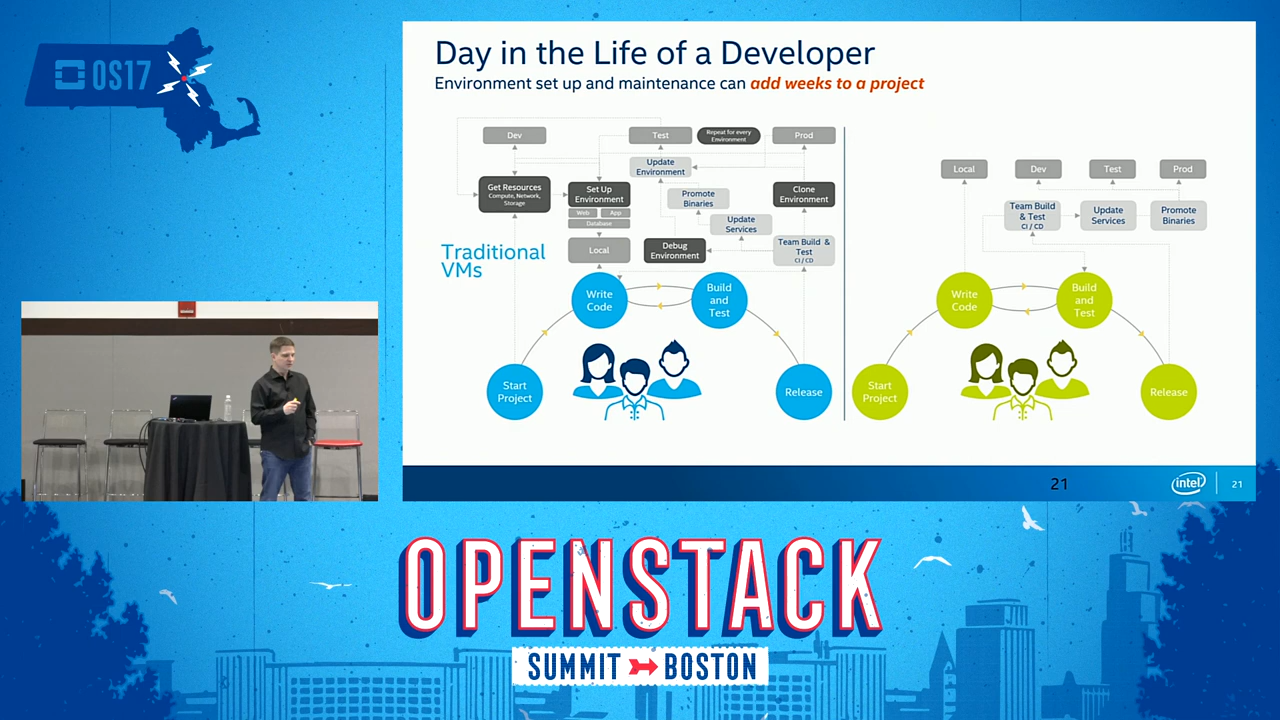 OS17
Day in the Life of a Developer
Environment set up and maintenance can add weeks to a project
Dev
Test
Repeat for every
Environment
Prod
Update
Environment
Get Resources
Compute, Network,
Storage
Set Up
Environment
Web
App
Database
Promote
Binaries
Clone
Environment
Update
Services
Traditional
VMs
Local
Debug
Environment
Team Build &
Test
CI / CD
Write
Code
Build
and
Test
Start
Project
Release
Local
Dev
Test
Prod
Team Build
& Test
CI / CD
Update
Services
Promote
Binaries
Write
Code
Build
and
Test
Start
Project
Release
21
intel
21
OPENSTACK
SUMMIT BOSTON